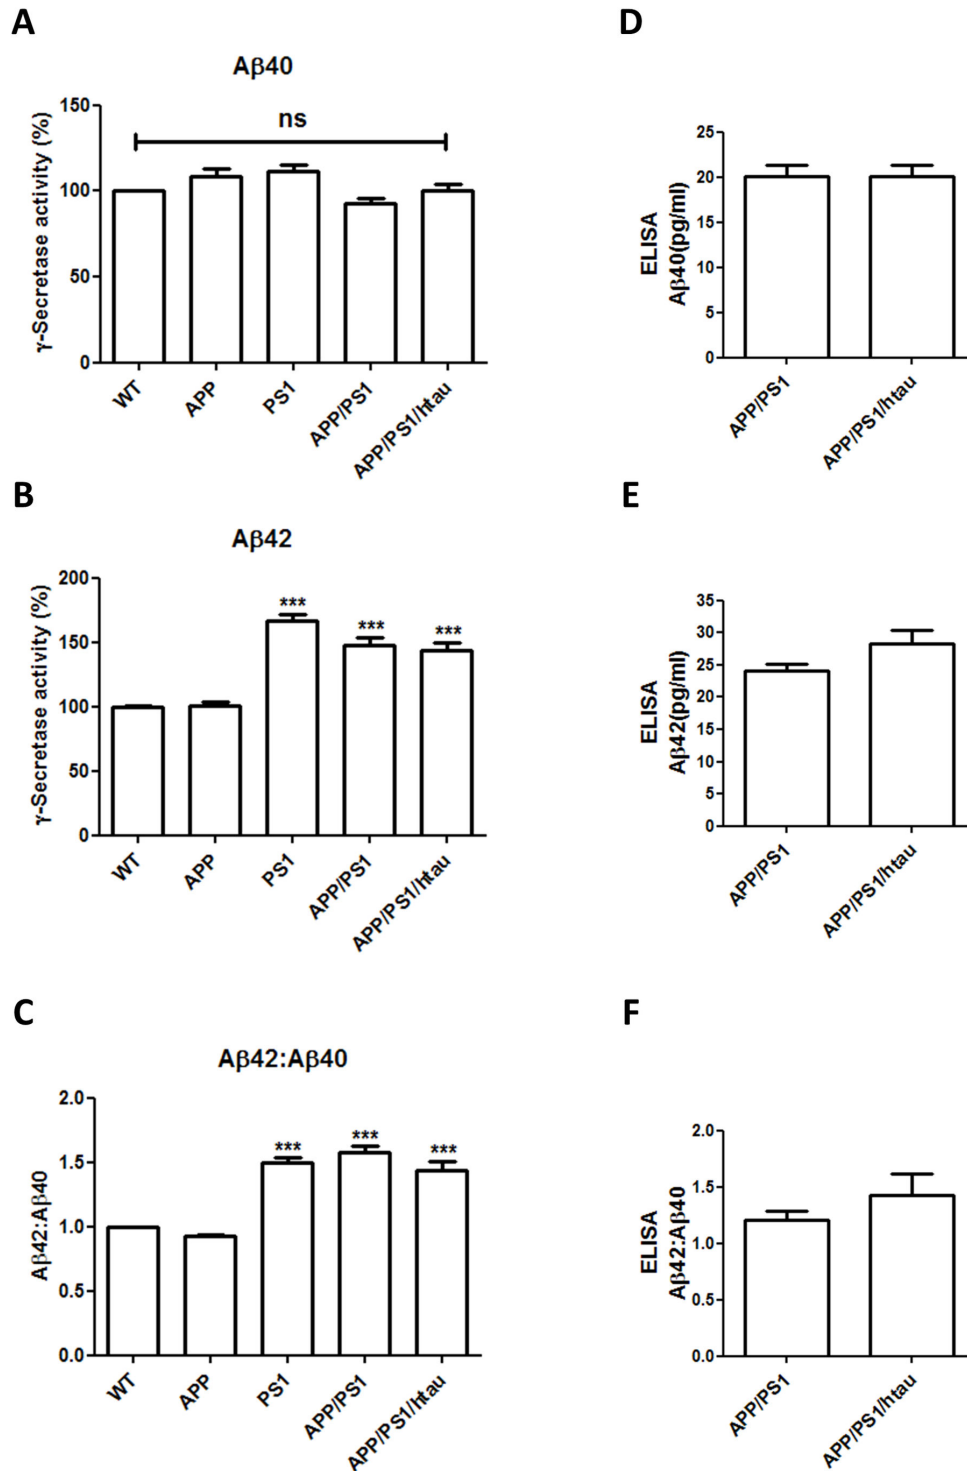 A
Aβ40
γ-Secretase activity (%)
150
100
50
0
ns
WT
APP
PS1
APP/PS1
APP/PS1/htau
D
ELISA
Aβ40(pg/ml)
25
20
15
10
5
0
APP/PS1
APP/PS1/htau
B
Aβ42
γ-Secretase activity (%)
200
150
100
50
0
***
***
***
WT
APP
PS1
APP/PS1
APP/PS1/htau
E
ELISA
Aβ42(pg/ml)
35
30
25
20
15
10
5
0
APP/PS1
APP/PS1/htau
C
Aβ42:Aβ40
Aβ42:Aβ40
2.0
1.5
1.0
0.5
0.0
***
***
***
WT
APP
PS1
APP/PS1
APP/PS1/htau
F
ELISA
Aβ42:Aβ40
2.0
1.5
1.0
0.5
0.0
APP/PS1
APP/PS1/htau